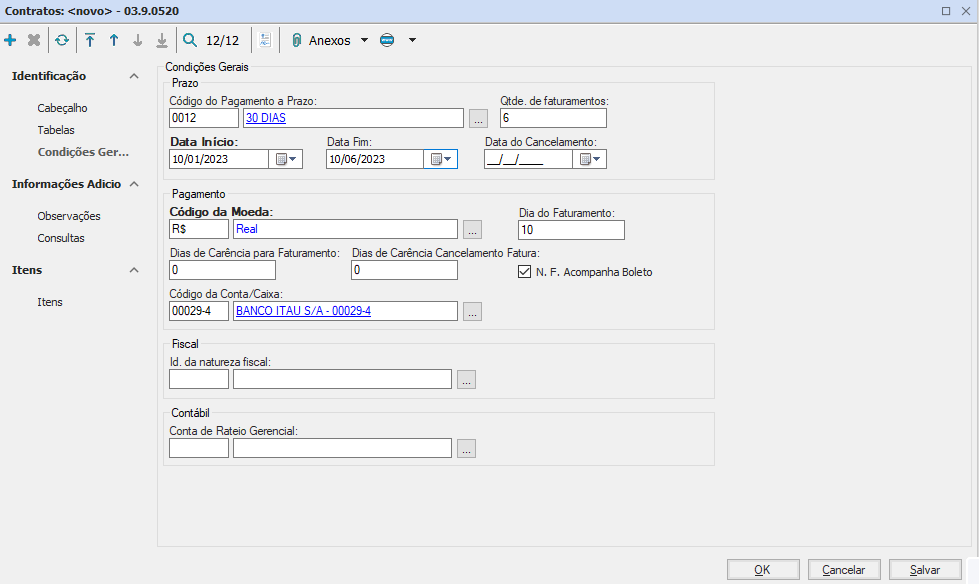 Contratos: <novo> - 03.9.0520
12/12
Anexos
Identificação
Cabeçalho
Tabelas
Condições Ger...
Informações Adicio
Observações
Consultas
Itens
Itens
Condições Gerais
Prazo
Código do Pagamento a Prazo:
Qtde. de faturamentos:
0012
30 DIAS
...
6
Data Início:
Data Fim:
Data do Cancelamento:
10/01/2023
10/06/2023
__/__/____
Pagamento
Código da Moeda:
Dia do Faturamento:
R$
Real
...
10
Dias de Carência para Faturamento:
Dias de Carência Cancelamento Fatura:
0
0
N. F. Acompanha Boleto
Código da Conta/Caixa:
00029-4
BANCO ITAU S/A - 00029-4
...
Fiscal
Id. da natureza fiscal:
...
Contábil
Conta de Rateio Gerencial:
...
OK
Cancelar
Salvar